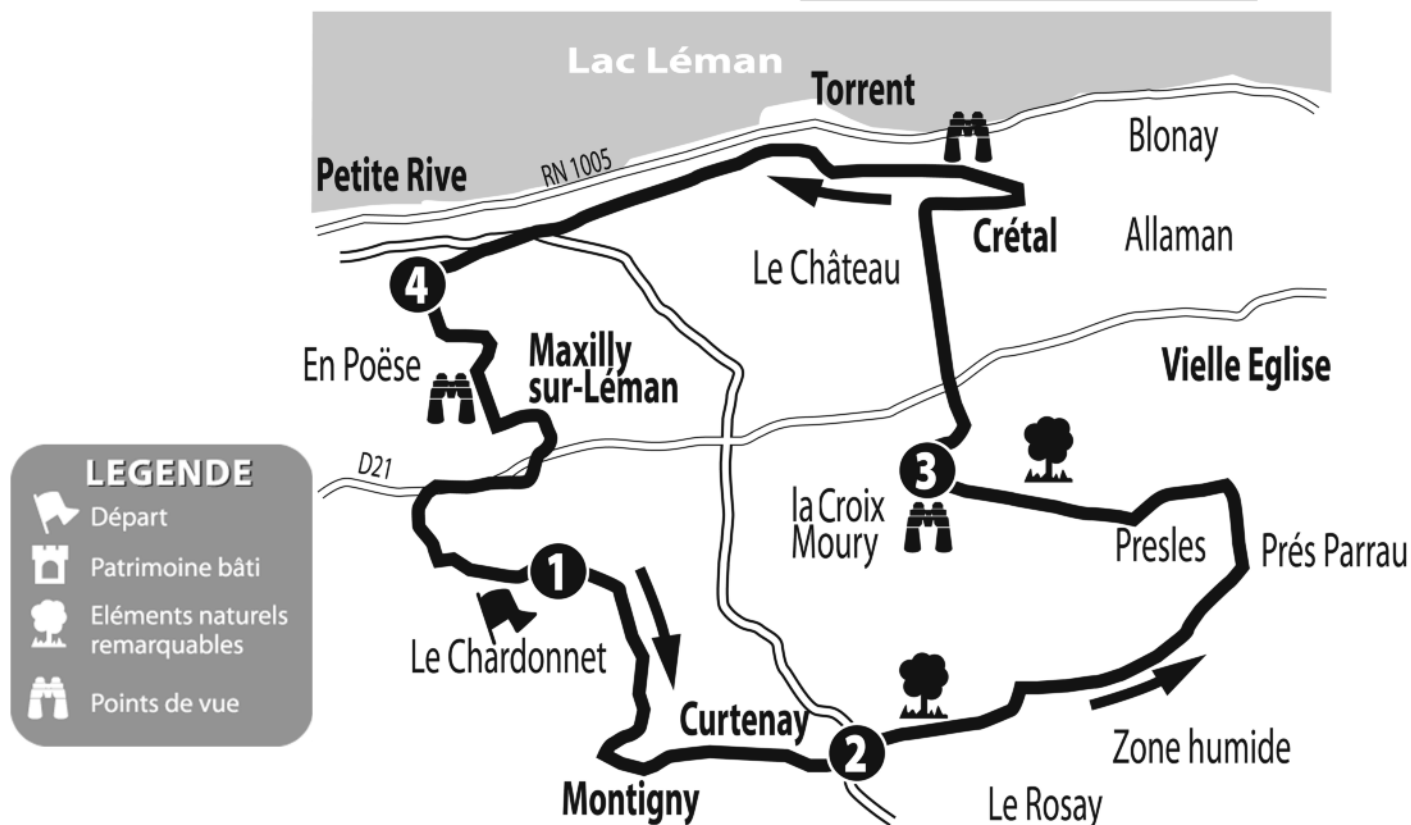 Lac Léman
Torrent
Blonay
RN 1005
Petite Rive
Crétal
Allaman
Le Château
4
En Poëse
Maxilly
sur-Léman
Vielle Eglise
D21
3
la Croix
Moury
Presles
Prés Parrau
1
Le Chardonnet
Curtenay
2
Zone humide
Montigny
Le Rosay
LEGENDE
Départ
Patrimoine bâti
Eléments naturels
remarquables
Points de vue